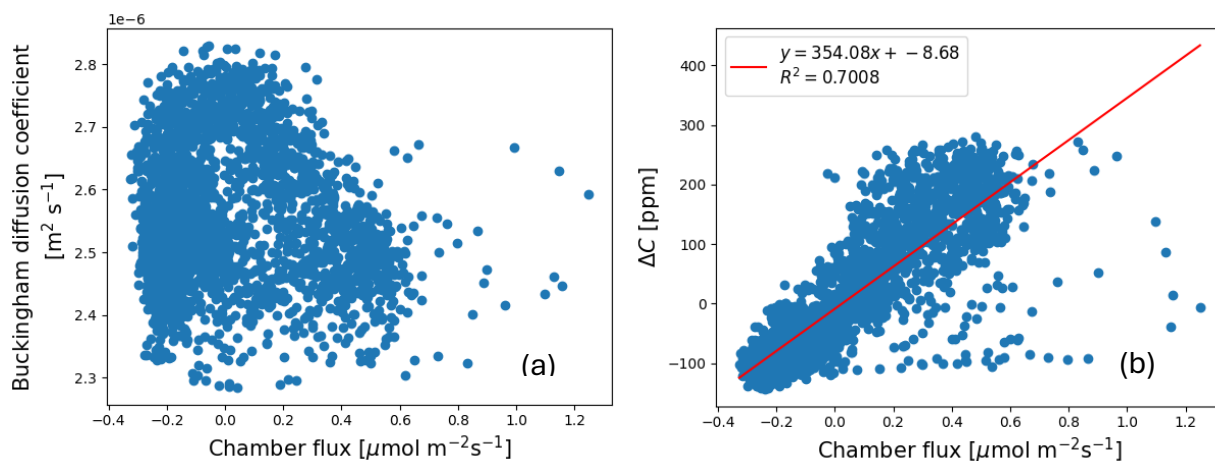 1e−6
Buckingham diffusion coefficient
[m² s⁻¹]
2.8
2.7
2.6
2.5
2.4
2.3
(a)
−0.4 −0.2 0.0 0.2 0.4 0.6 0.8 1.0 1.2
Chamber flux [μmol m⁻²s⁻¹]
y = 354.08x + −8.68
R² = 0.7008
ΔC [ppm]
400
300
200
100
0
−100
(b)
−0.4 −0.2 0.0 0.2 0.4 0.6 0.8 1.0 1.2
Chamber flux [μmol m⁻²s⁻¹]